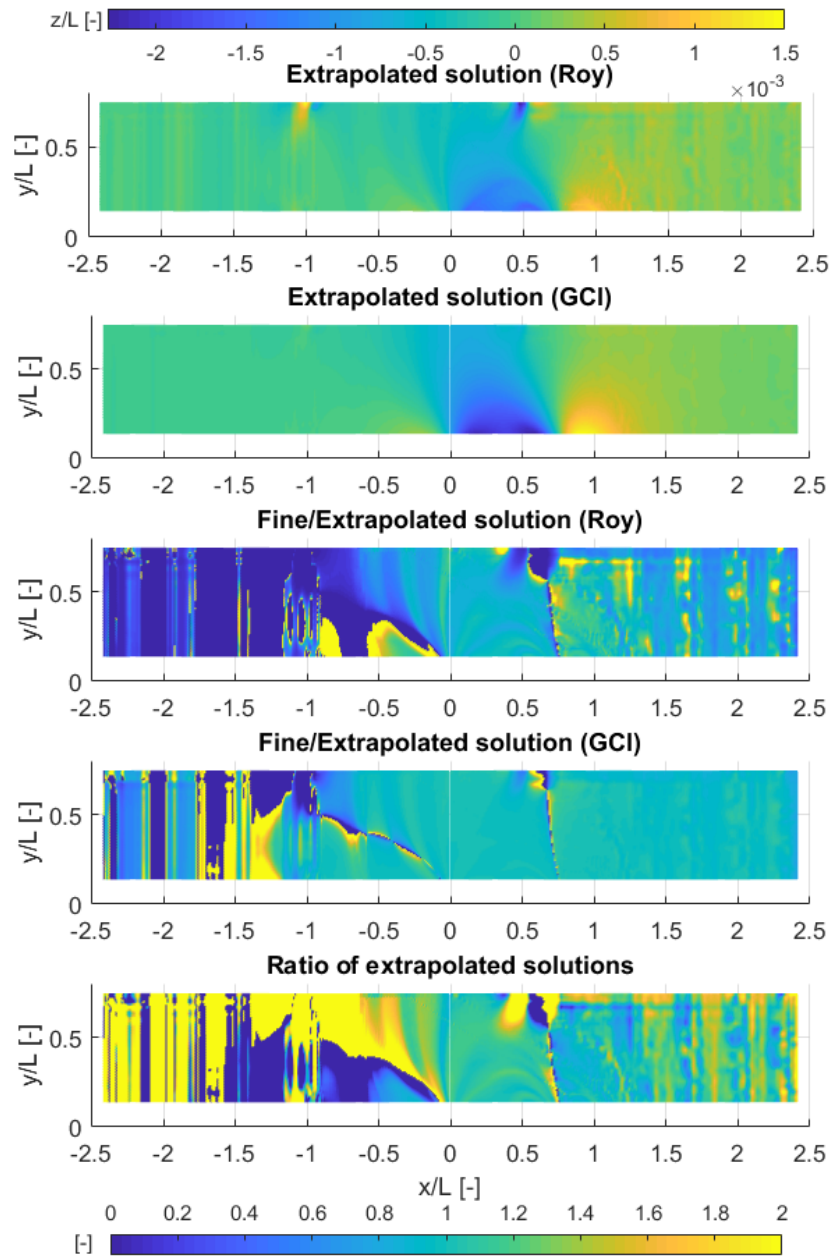 z/L [-]
-2 -1.5 -1 -0.5 0 0.5 1 1.5
Extrapolated solution (Roy)
×10^-3
y/L [-]
0.5
0
-2.5 -2 -1.5 -1 -0.5 0 0.5 1 1.5 2 2.5
Extrapolated solution (GCI)
y/L [-]
0.5
0
-2.5 -2 -1.5 -1 -0.5 0 0.5 1 1.5 2 2.5
Fine/Extrapolated solution (Roy)
y/L [-]
0.5
0
-2.5 -2 -1.5 -1 -0.5 0 0.5 1 1.5 2 2.5
Fine/Extrapolated solution (GCI)
y/L [-]
0.5
0
-2.5 -2 -1.5 -1 -0.5 0 0.5 1 1.5 2 2.5
Ratio of extrapolated solutions
y/L [-]
0.5
0
-2.5 -2 -1.5 -1 -0.5 0 0.5 1 1.5 2 2.5
x/L [-]
0 0.2 0.4 0.6 0.8 1 1.2 1.4 1.6 1.8 2
[-]